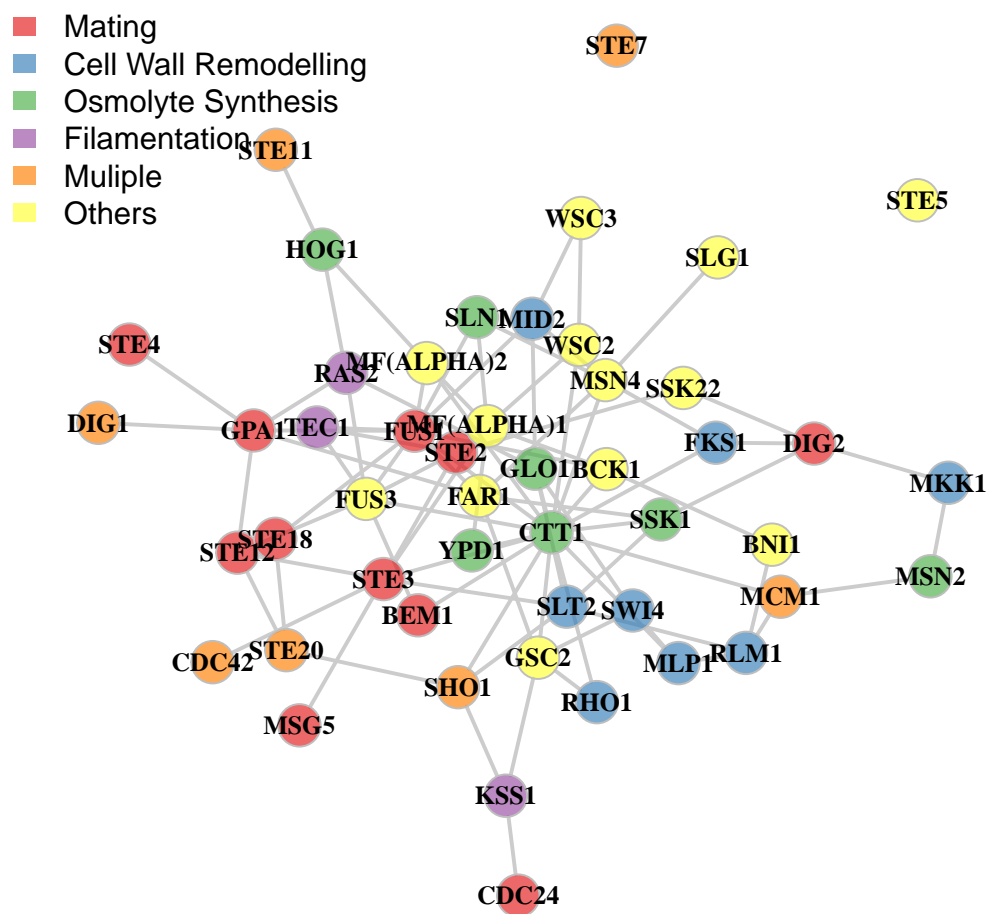 Mating
Cell Wall Remodelling
Osmolyte Synthesis
Filamentation
Muliple
Others
STE7
STE11
STE5
WSC3
HOG1
SLG1
SLN1
MID2
STE4
WSC2
MF(ALPHA)2
RAS2
MSN4
SSK22
DIG1
GPA1
TEC1
FUS1
MF(ALPHA)1
FKS1
DIG2
STE2
GLO1
BCK1
MKK1
FUS3
FAR1
SSK1
CTT1
STE18
STE12
YPD1
BNI1
MSN2
STE3
MCM1
BEM1
SLT2
SWI4
STE20
CDC42
GSC2
MLP1
RLM1
SHO1
RHO1
MSG5
KSS1
CDC24